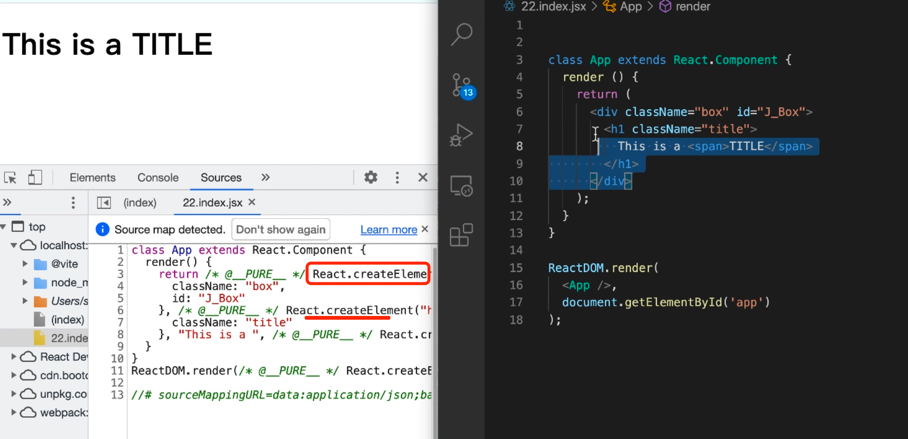 This is a TITLE
Elements Console Sources »
» (index) 22.index.jsx ×
Source map detected. Don't show again Learn more ×
top
localhost:
@vite
node_m
Users/s
(index)
22.inde
React De
cdn.bootc
unpkg.co
webpack:
1 class App extends React.Component {
2 render() {
3 return /* @__PURE__ */ React.createEleme
4 className: "box",
5 id: "J_Box"
6 }, /* @__PURE__ */ React.createElement("h
7 className: "title"
8 }, "This is a ", /* @__PURE__ */ React.cr
9 }
10 }
11 ReactDOM.render(/* @__PURE__ */ React.createE
12
13 //# sourceMappingURL=data:application/json;ba
13
22.index.jsx > App > render
1
2
3 class App extends React.Component {
4 render () {
5 return (
6 <div className="box" id="J_Box">
7 <h1 className="title">
8 This is a <span>TITLE</span>
9 </h1>
10 </div>
11 );
12 }
13 }
14
15 ReactDOM.render(
16 <App />,
17 document.getElementById('app')
18 );